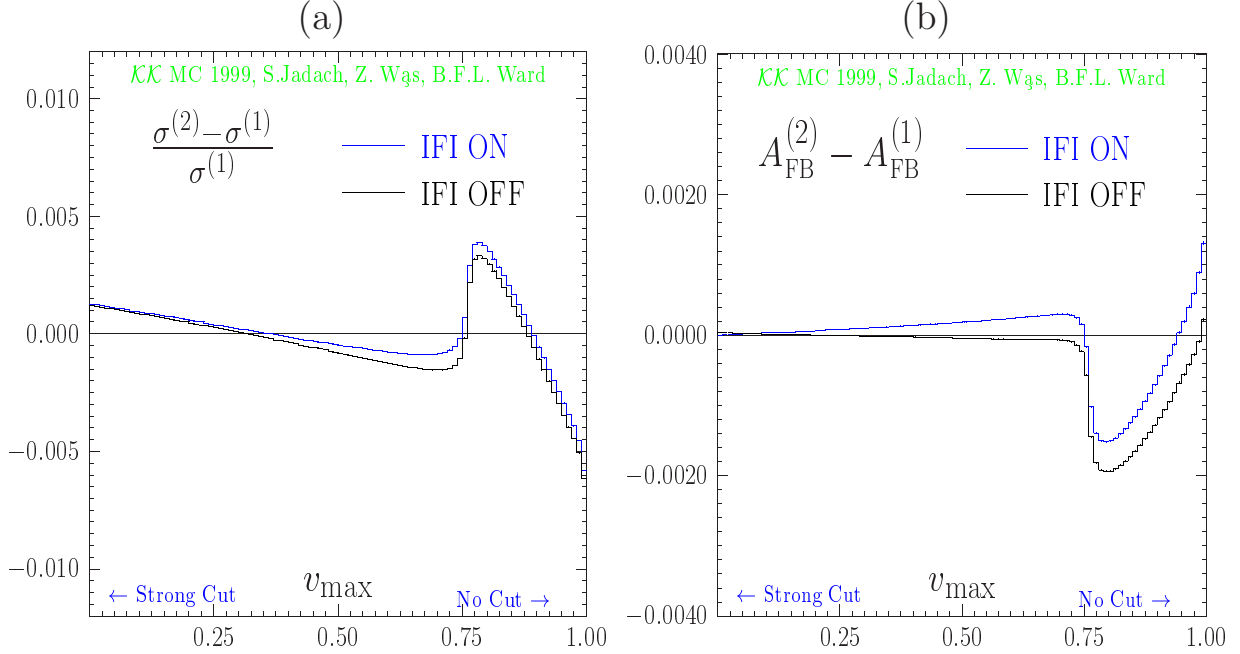 (a)
𝒦𝒦 MC 1999, S.Jadach, Z. Wąs, B.F.L. Ward
σ^(2)−σ^(1)
σ^(1)
IFI ON
IFI OFF
0.010
0.005
0.000
−0.005
−0.010
v_max
← Strong Cut
No Cut →
0.25 0.50 0.75 1.00
(b)
𝒦𝒦 MC 1999, S.Jadach, Z. Wąs, B.F.L. Ward
A_FB^(2) − A_FB^(1)
IFI ON
IFI OFF
0.0040
0.0020
0.0000
−0.0020
−0.0040
v_max
← Strong Cut
No Cut →
0.25 0.50 0.75 1.00